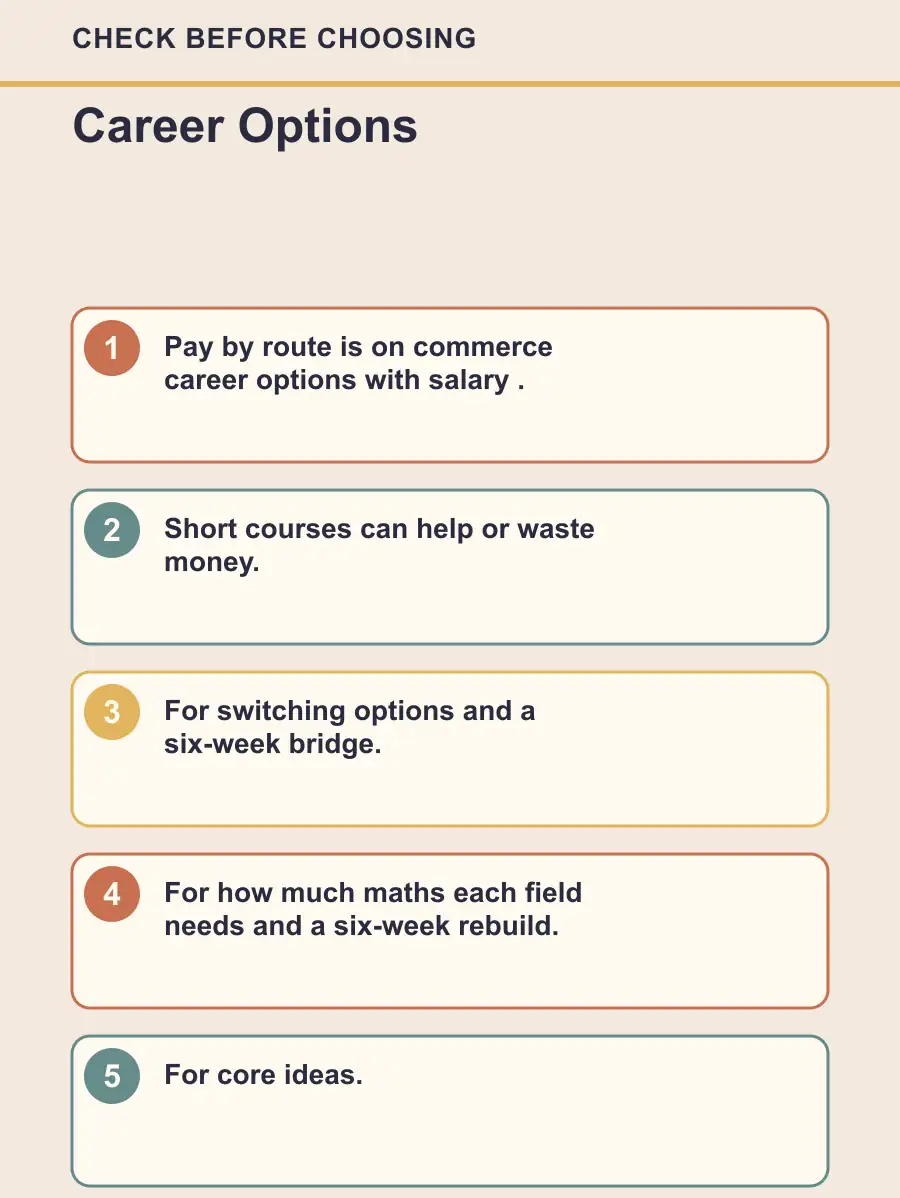 CHECK BEFORE CHOOSING
Career Options
1
Pay by route is on commerce
career options with salary .
2
Short courses can help or waste
money.
3
For switching options and a
six-week bridge.
4
For how much maths each field
needs and a six-week rebuild.
5
For core ideas.